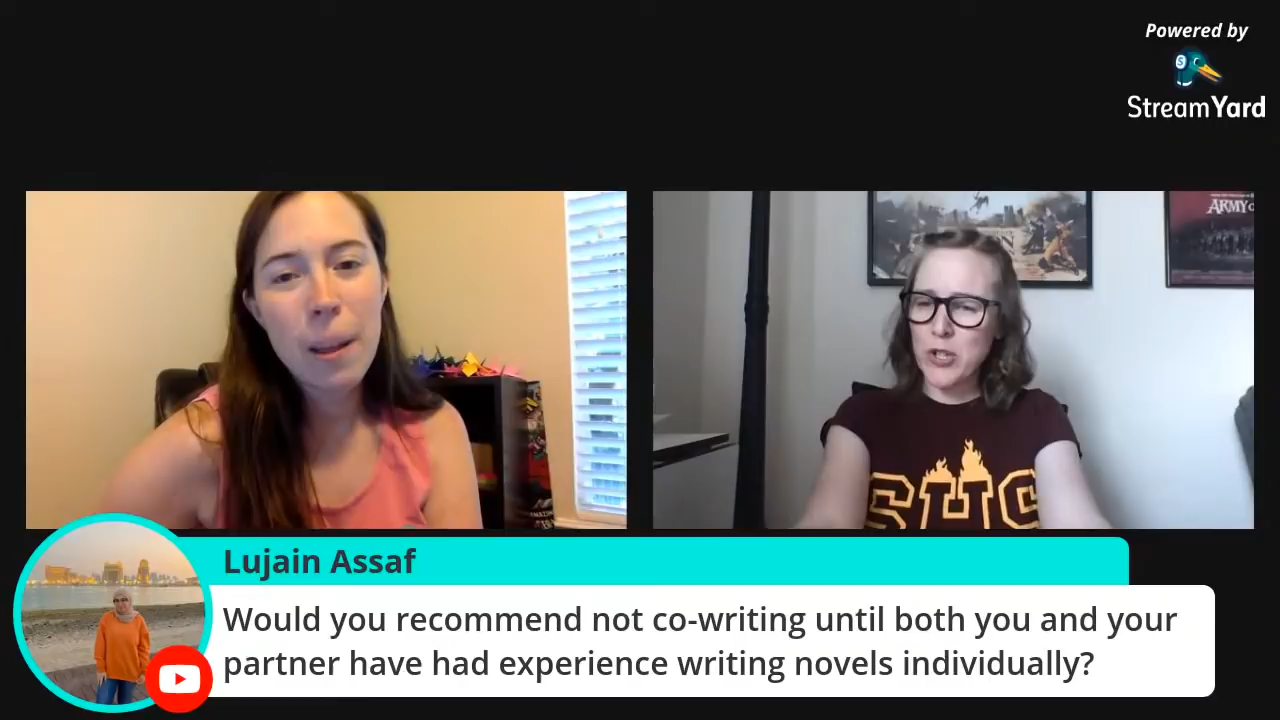 Powered by
StreamYard
ARMY
SHS
Lujain Assaf
Would you recommend not co-writing until both you and your
partner have had experience writing novels individually?